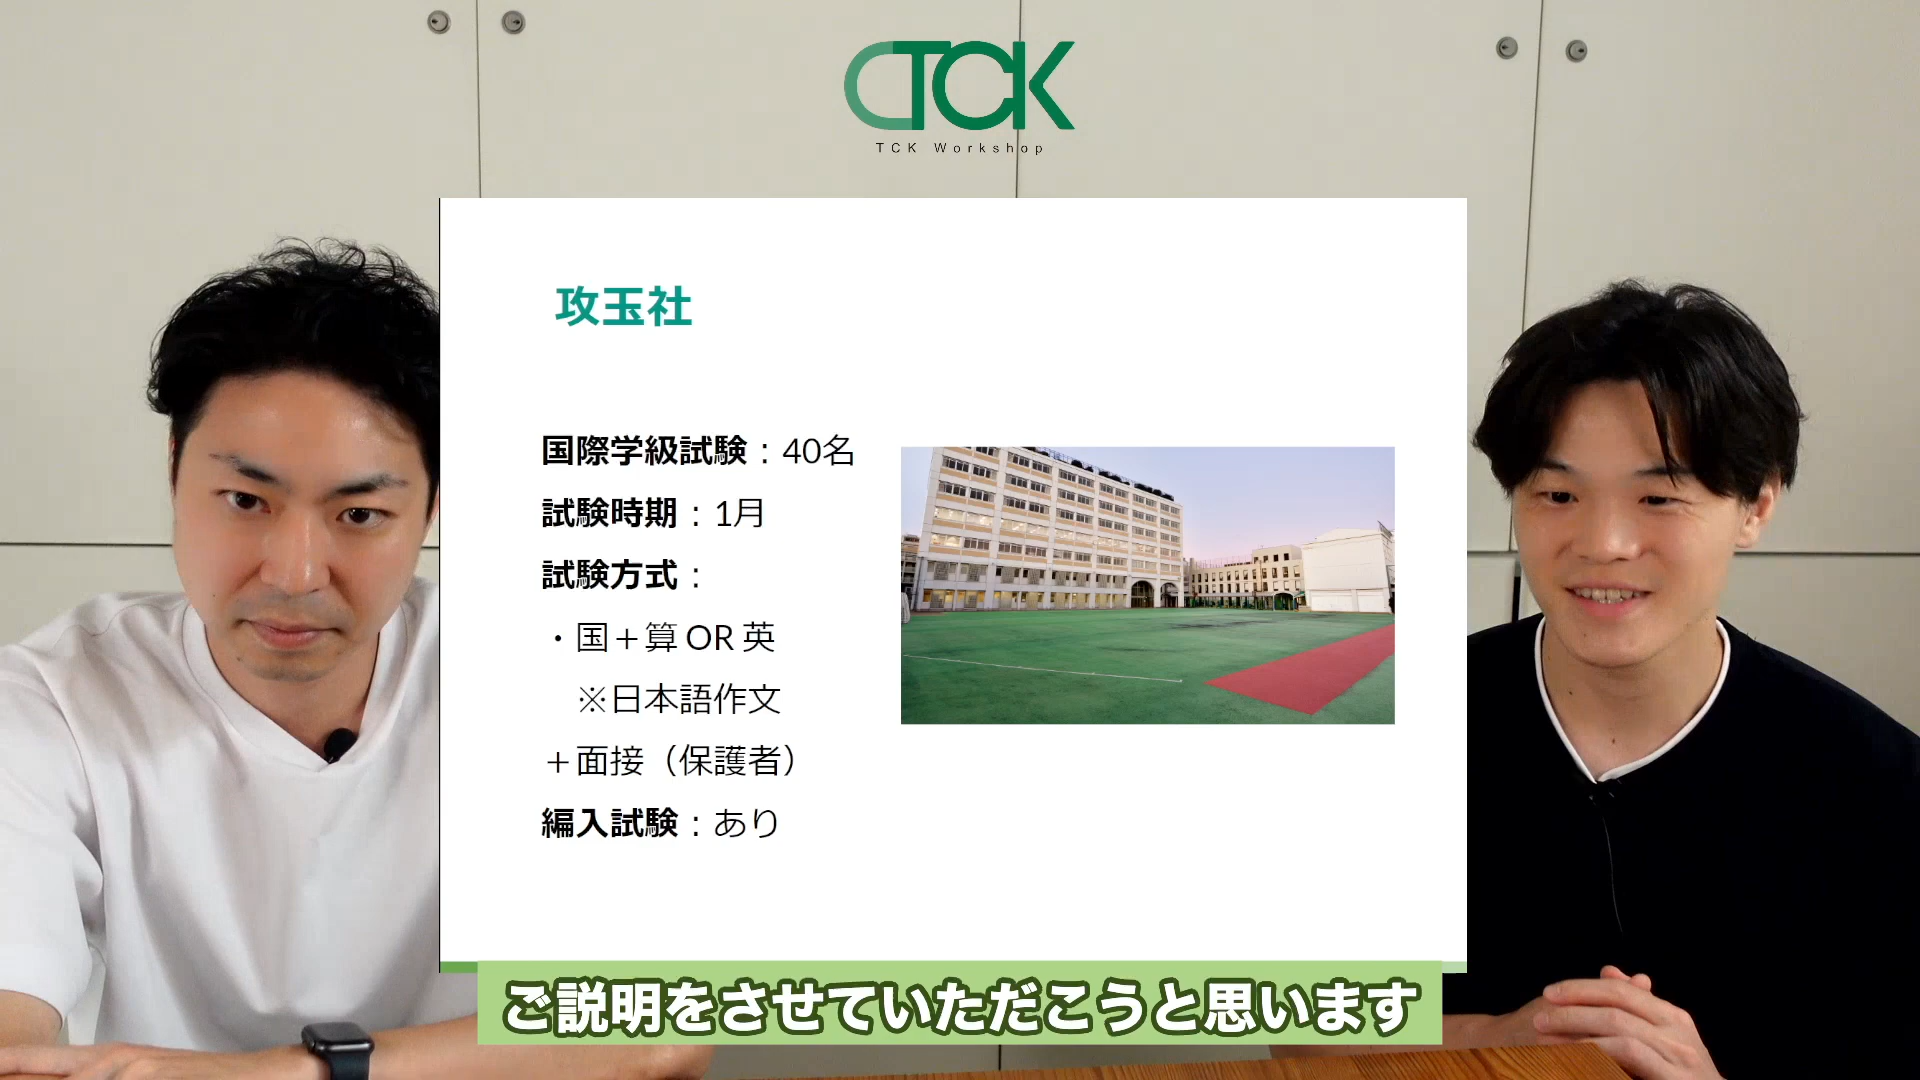 TCK
TCK Workshop
攻玉社
国際学級試験：40名
試験時期：1月
試験方式：
・国＋算 OR 英
※日本語作文
＋面接（保護者）
編入試験：あり
ご説明をさせていただこうと思います